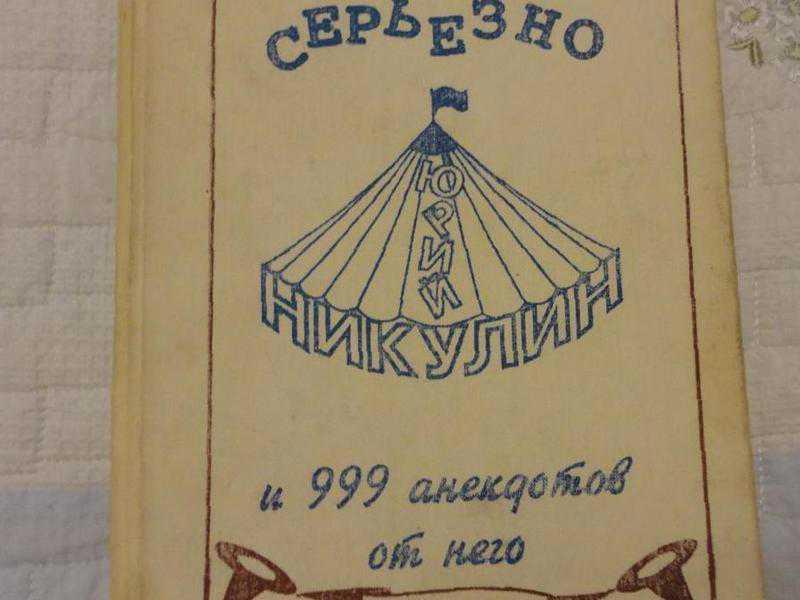 СЕРЬЕЗНО
ЮРИЙ
НИКУЛИН
и 999 анекдотов
от него